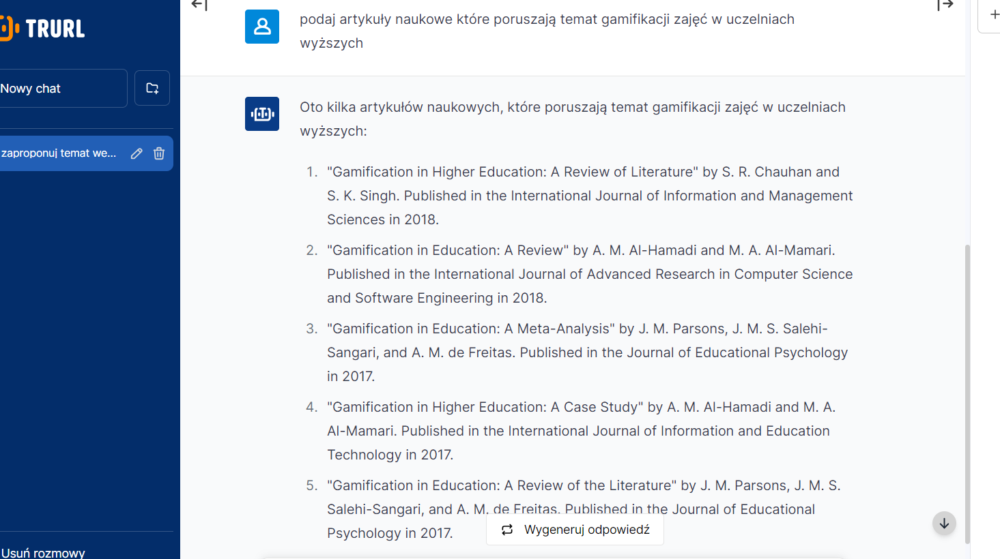 TRURL
Nowy chat
zaproponuj temat we...
Usuń rozmowy
podaj artykuły naukowe które poruszają temat gamifikacji zajęć w uczelniach
wyższych
Oto kilka artykułów naukowych, które poruszają temat gamifikacji zajęć w uczelniach
wyższych:
1. "Gamification in Higher Education: A Review of Literature" by S. R. Chauhan and
S. K. Singh. Published in the International Journal of Information and Management
Sciences in 2018.
2. "Gamification in Education: A Review" by A. M. Al-Hamadi and M. A. Al-Mamari.
Published in the International Journal of Advanced Research in Computer Science
and Software Engineering in 2018.
3. "Gamification in Education: A Meta-Analysis" by J. M. Parsons, J. M. S. Salehi-
Sangari, and A. M. de Freitas. Published in the Journal of Educational Psychology
in 2017.
4. "Gamification in Higher Education: A Case Study" by A. M. Al-Hamadi and M. A.
Al-Mamari. Published in the International Journal of Information and Education
Technology in 2017.
5. "Gamification in Education: A Review of the Literature" by J. M. Parsons, J. M. S.
Salehi-Sangari, and A. M. de Freitas. Published in the Journal of Educational
Psychology in 2017.
Wygeneruj odpowiedź